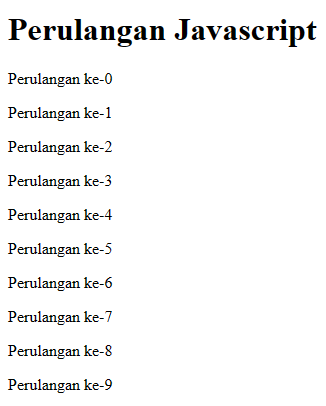 Perulangan Javascript
Perulangan ke-0
Perulangan ke-1
Perulangan ke-2
Perulangan ke-3
Perulangan ke-4
Perulangan ke-5
Perulangan ke-6
Perulangan ke-7
Perulangan ke-8
Perulangan ke-9